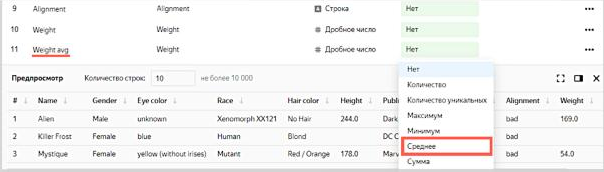 9 Alignment Alignment Строка Нет
10 Weight Weight Дробное число Нет
11 Weight avg Weight Дробное число Нет
Предпросмотр Количество строк: 10 не более 10 000
Нет
Количество
Количество уникальных
Максимум
Минимум
Среднее
Сумма
# Name Gender Eye color Race Hair color Height Publi Alignment Weight
1 Alien Male unknown Xenomorph XX121 No Hair 244.0 Dark bad 169.0
2 Killer Frost Female blue Human Blond DC C bad
3 Mystique Female yellow (without irises) Mutant Red / Orange 178.0 Marv bad 54.0